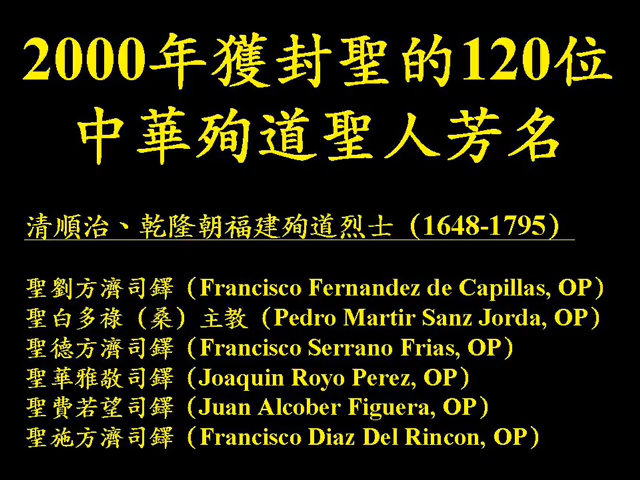 2000年獲封聖的120位
中華殉道聖人芳名
清順治、乾隆朝福建殉道烈士（1648-1795）
聖劉方濟司鐸（Francisco Fernandez de Capillas, OP）
聖白多祿（桑）主教（Pedro Martir Sanz Jorda, OP）
聖德方濟司鐸（Francisco Serrano Frias, OP）
聖華雅敬司鐸（Joaquin Royo Perez, OP）
聖費若望司鐸（Juan Alcober Figuera, OP）
聖施方濟司鐸（Francisco Diaz Del Rincon, OP）